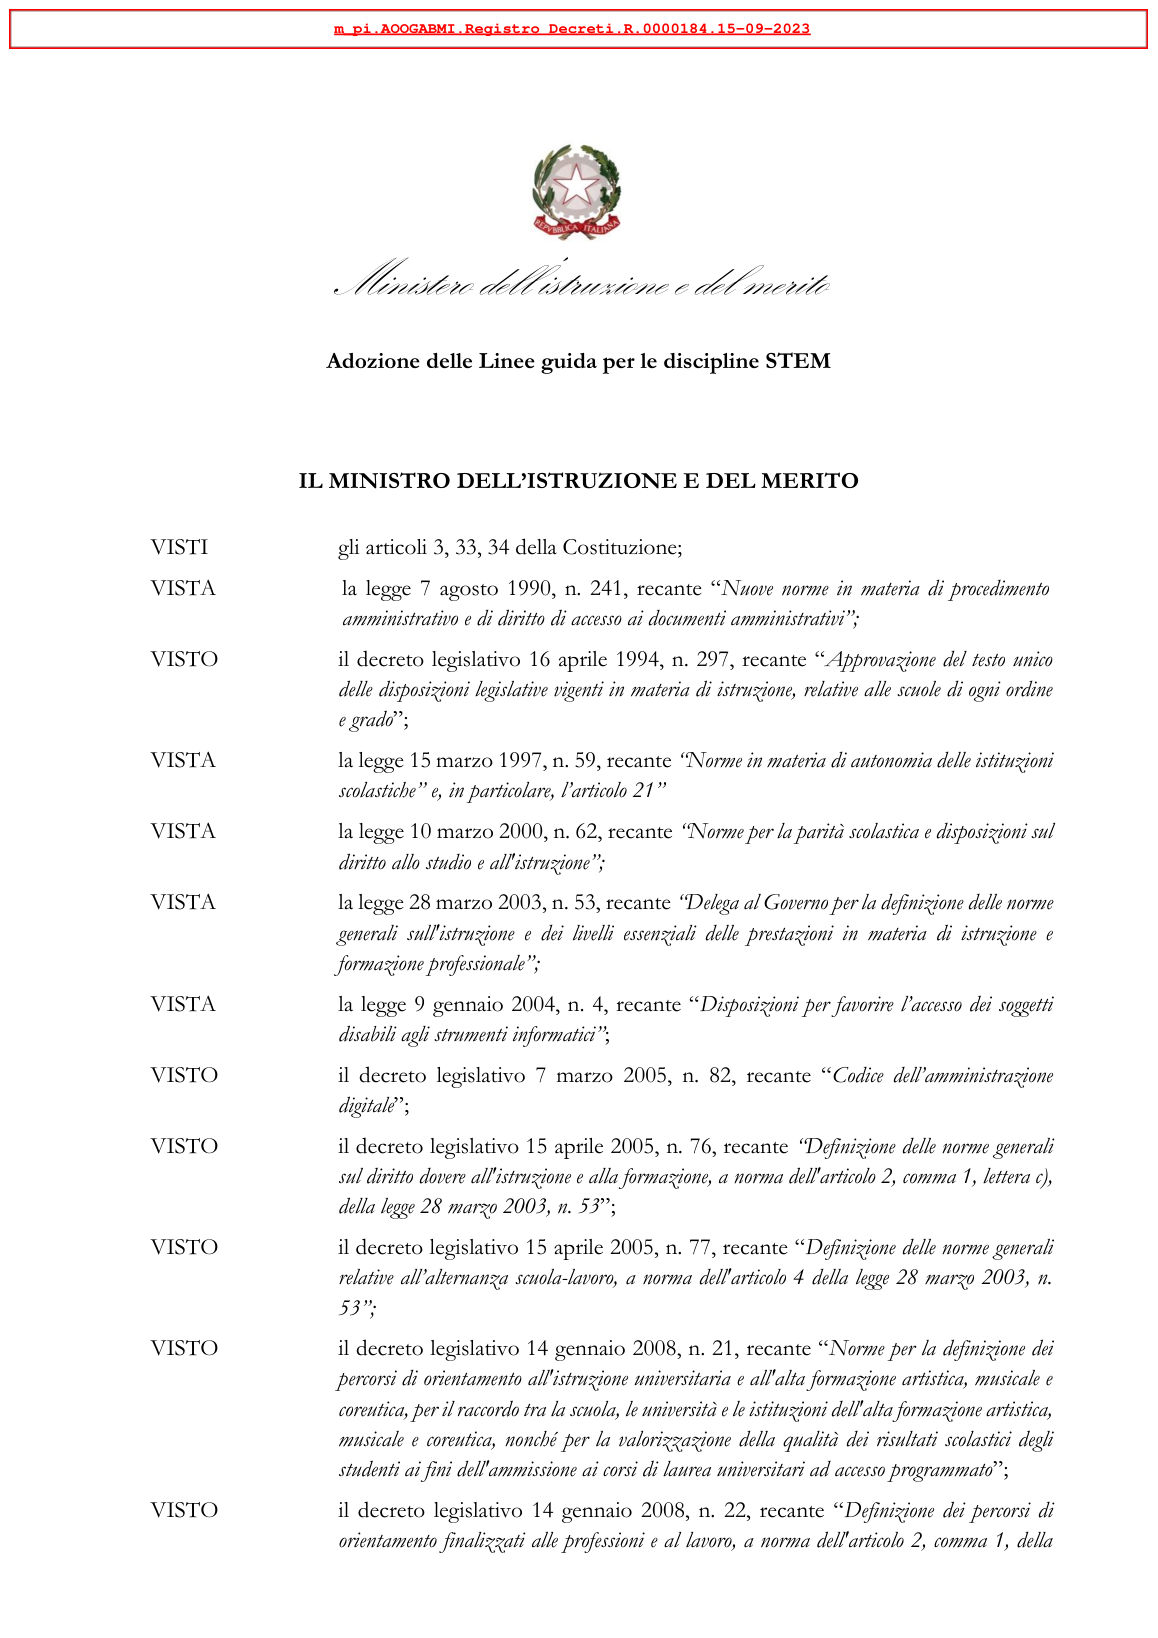 m_pi.AOOGABMI.Registro Decreti.R.0000184.15-09-2023
REPVBBLICA ITALIANA
Ministero dell'istruzione e del merito
Adozione delle Linee guida per le discipline STEM
IL MINISTRO DELL’ISTRUZIONE E DEL MERITO
VISTI gli articoli 3, 33, 34 della Costituzione;
VISTA la legge 7 agosto 1990, n. 241, recante “Nuove norme in materia di procedimento
amministrativo e di diritto di accesso ai documenti amministrativi”;
VISTO il decreto legislativo 16 aprile 1994, n. 297, recante “Approvazione del testo unico
delle disposizioni legislative vigenti in materia di istruzione, relative alle scuole di ogni ordine
e grado”;
VISTA la legge 15 marzo 1997, n. 59, recante “Norme in materia di autonomia delle istituzioni
scolastiche” e, in particolare, l’articolo 21”
VISTA la legge 10 marzo 2000, n. 62, recante “Norme per la parità scolastica e disposizioni sul
diritto allo studio e all'istruzione”;
VISTA la legge 28 marzo 2003, n. 53, recante “Delega al Governo per la definizione delle norme
generali sull'istruzione e dei livelli essenziali delle prestazioni in materia di istruzione e
formazione professionale”;
VISTA la legge 9 gennaio 2004, n. 4, recante “Disposizioni per favorire l’accesso dei soggetti
disabili agli strumenti informatici”;
VISTO il decreto legislativo 7 marzo 2005, n. 82, recante “Codice dell’amministrazione
digitale”;
VISTO il decreto legislativo 15 aprile 2005, n. 76, recante “Definizione delle norme generali
sul diritto dovere all'istruzione e alla formazione, a norma dell'articolo 2, comma 1, lettera c),
della legge 28 marzo 2003, n. 53”;
VISTO il decreto legislativo 15 aprile 2005, n. 77, recante “Definizione delle norme generali
relative all’alternanza scuola-lavoro, a norma dell'articolo 4 della legge 28 marzo 2003, n.
53”;
VISTO il decreto legislativo 14 gennaio 2008, n. 21, recante “Norme per la definizione dei
percorsi di orientamento all'istruzione universitaria e all'alta formazione artistica, musicale e
coreutica, per il raccordo tra la scuola, le università e le istituzioni dell'alta formazione artistica,
musicale e coreutica, nonché per la valorizzazione della qualità dei risultati scolastici degli
studenti ai fini dell'ammissione ai corsi di laurea universitari ad accesso programmato”;
VISTO il decreto legislativo 14 gennaio 2008, n. 22, recante “Definizione dei percorsi di
orientamento finalizzati alle professioni e al lavoro, a norma dell'articolo 2, comma 1, della